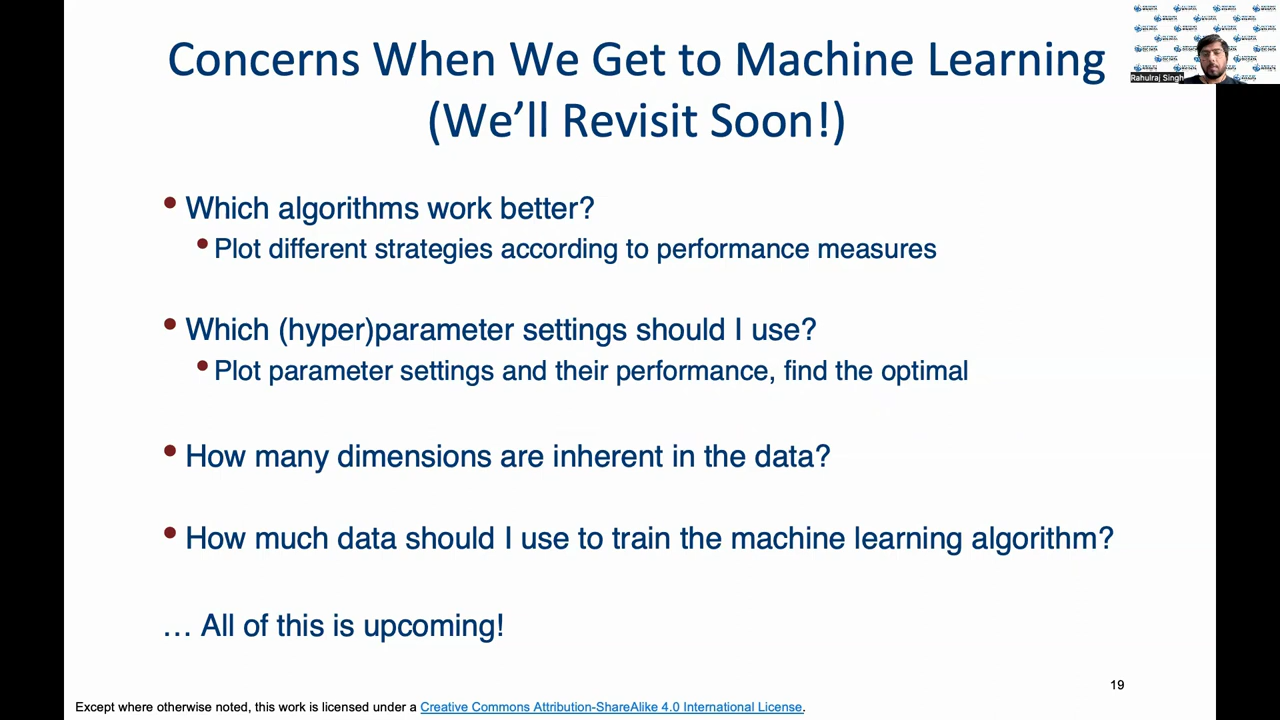 Concerns When We Get to Machine Learning
(We’ll Revisit Soon!)
Rahulraj Singh
• Which algorithms work better?
• Plot different strategies according to performance measures
• Which (hyper)parameter settings should I use?
• Plot parameter settings and their performance, find the optimal
• How many dimensions are inherent in the data?
• How much data should I use to train the machine learning algorithm?
… All of this is upcoming!
19
Except where otherwise noted, this work is licensed under a Creative Commons Attribution-ShareAlike 4.0 International License.